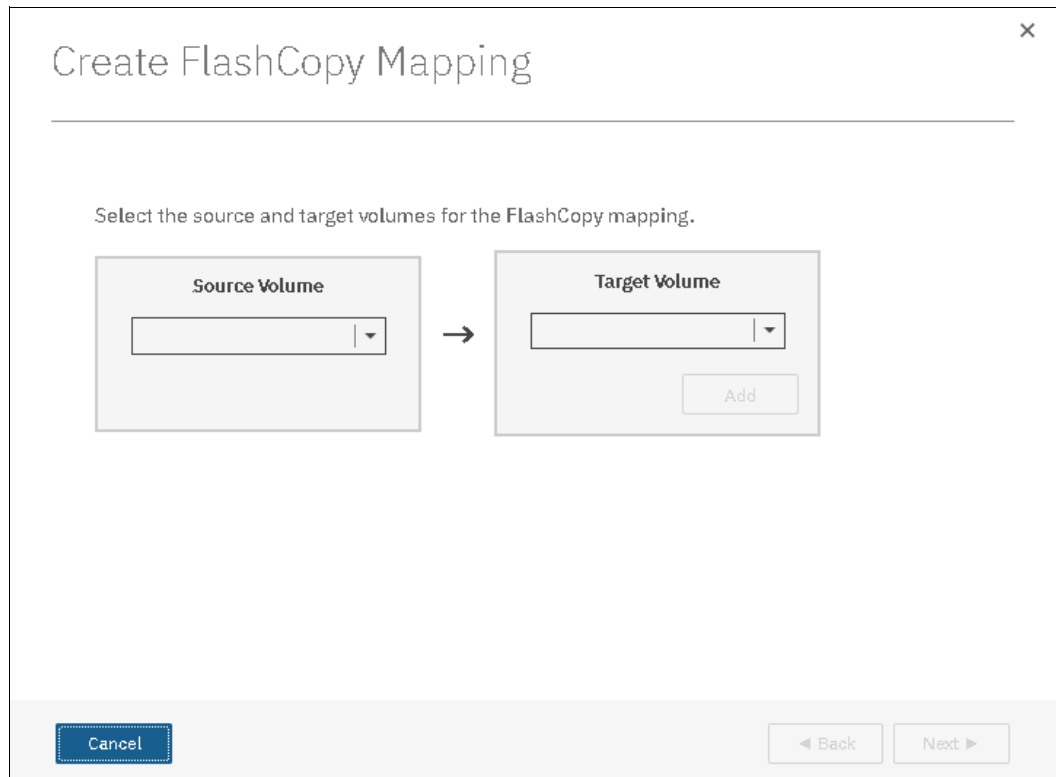 Create FlashCopy Mapping
Select the source and target volumes for the FlashCopy mapping.
Source Volume
Target Volume
Add
Cancel
Back
Next